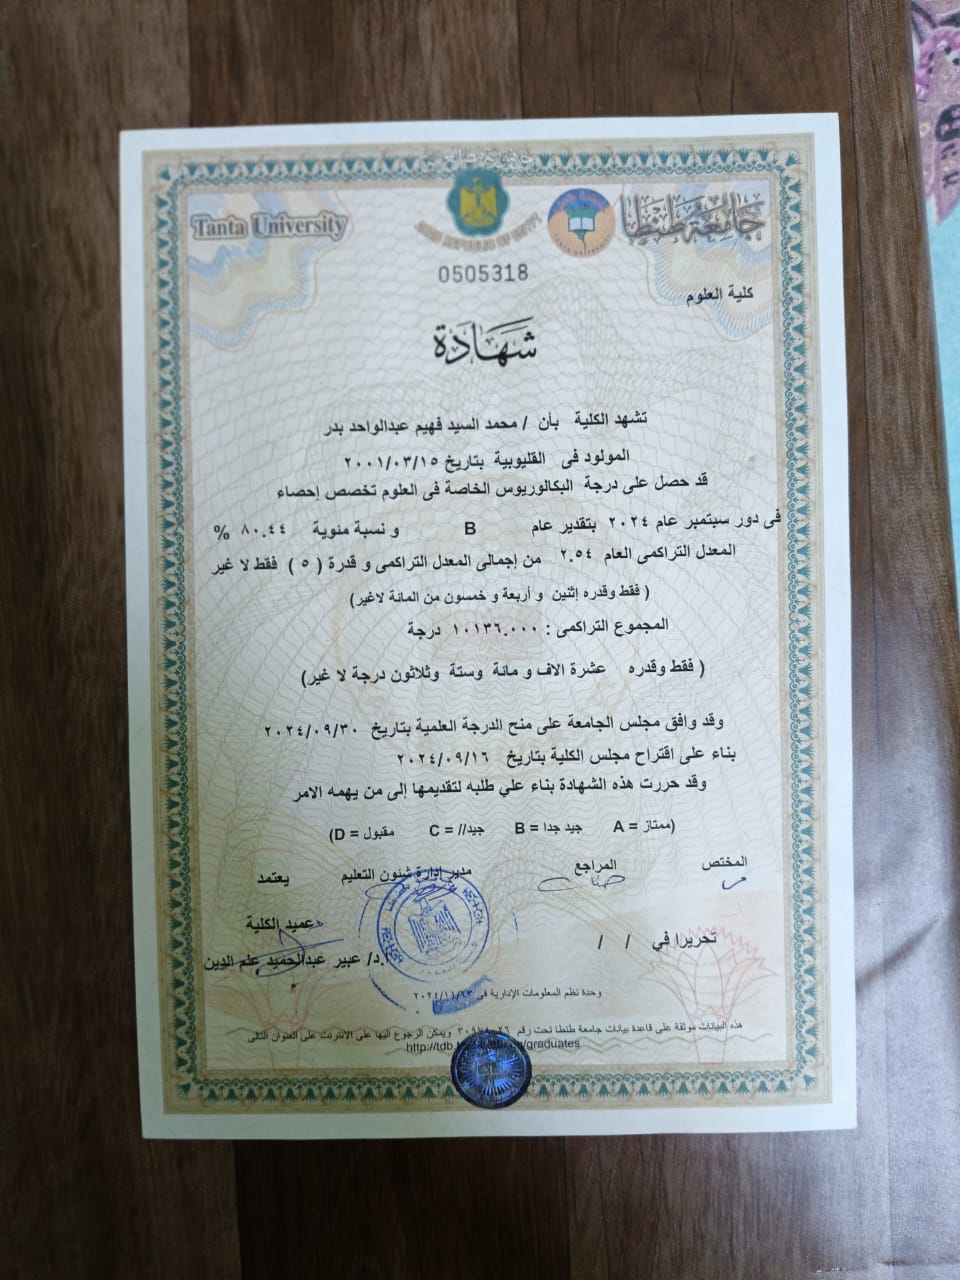 جمهورية مصر العربية
Tanta University
ARAB REPUBLIC OF EGYPT
جامعة طنطا
0505318
كلية العلوم
شهادة
تشهد الكلية بأن / محمد السيد فهيم عبدالواحد بدر
المولود فى القليوبية بتاريخ ٢٠٠١/٠٣/١٥
قد حصل على درجة البكالوريوس الخاصة فى العلوم تخصص إحصاء
فى دور سبتمبر عام ٢٠٢٤ بتقدير عام B و نسبة مئوية ٨٠.٤٤ %
المعدل التراكمى العام ٢.٥٤ من إجمالى المعدل التراكمى و قدرة ( ٥ ) فقط لا غير
( فقط وقدره إثنين و أربعة و خمسون من المائة لاغير)
المجموع التراكمى : ١٠١٣٦.٠٠٠ درجة
( فقط وقدره عشرة الاف و مائة وستة وثلاثون درجة لا غير)
وقد وافق مجلس الجامعة على منح الدرجة العلمية بتاريخ ٢٠٢٤/٠٩/٣٠
بناء على اقتراح مجلس الكلية بتاريخ ٢٠٢٤/٠٩/١٦
وقد حررت هذه الشهادة بناء علي طلبه لتقديمها إلى من يهمه الامر
(ممتاز = A جيد جدا = B جيد// = C مقبول = D)
المختص
المراجع
مدير إدارة شئون التعليم
يعتمد
عميد الكلية
ا.د/ عبير عبدالحميد علم الدين
تحريرا في / /
وحدة نظم المعلومات الإدارية فى
هذه البيانات موثقة على قاعدة بيانات جامعة طنطا تحت رقم ويمكن الرجوع اليها على الانترنت على العنوان التالى